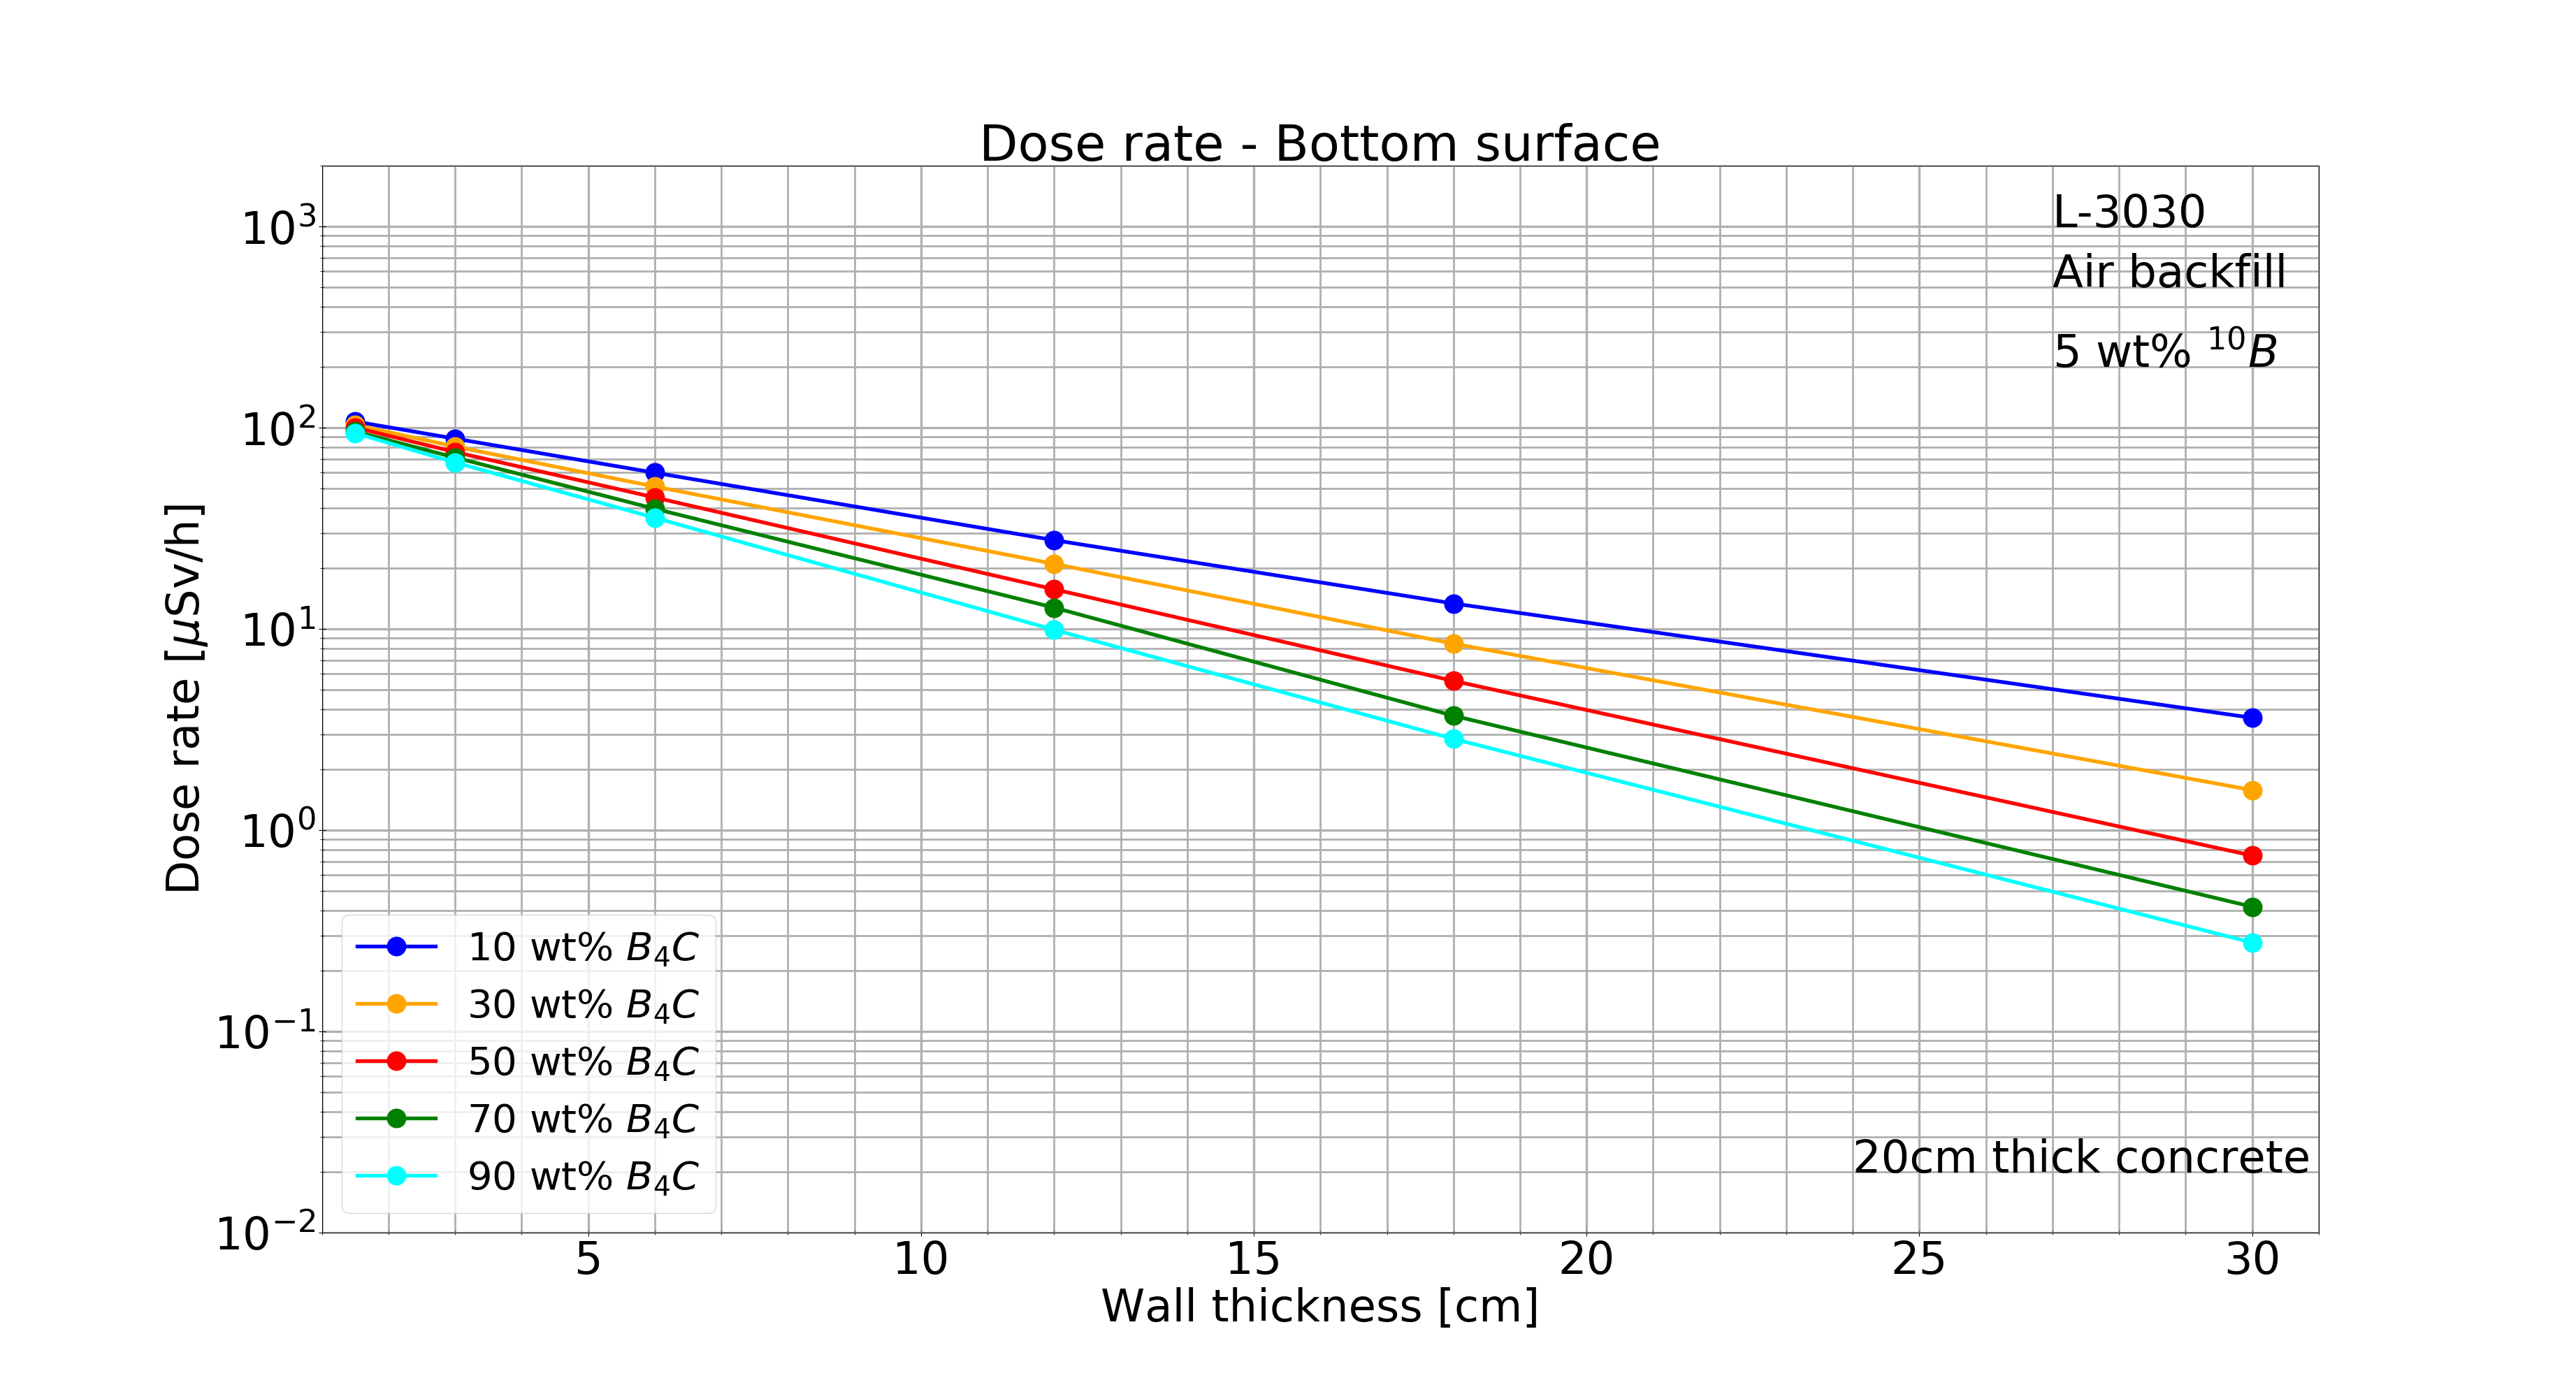 Dose rate - Bottom surface
L-3030
Air backfill
5 wt% ¹⁰B
10³
10²
10¹
10⁰
10⁻¹
10⁻²
Dose rate [μSv/h]
10 wt% B₄C
30 wt% B₄C
50 wt% B₄C
70 wt% B₄C
90 wt% B₄C
20cm thick concrete
5 10 15 20 25 30
Wall thickness [cm]